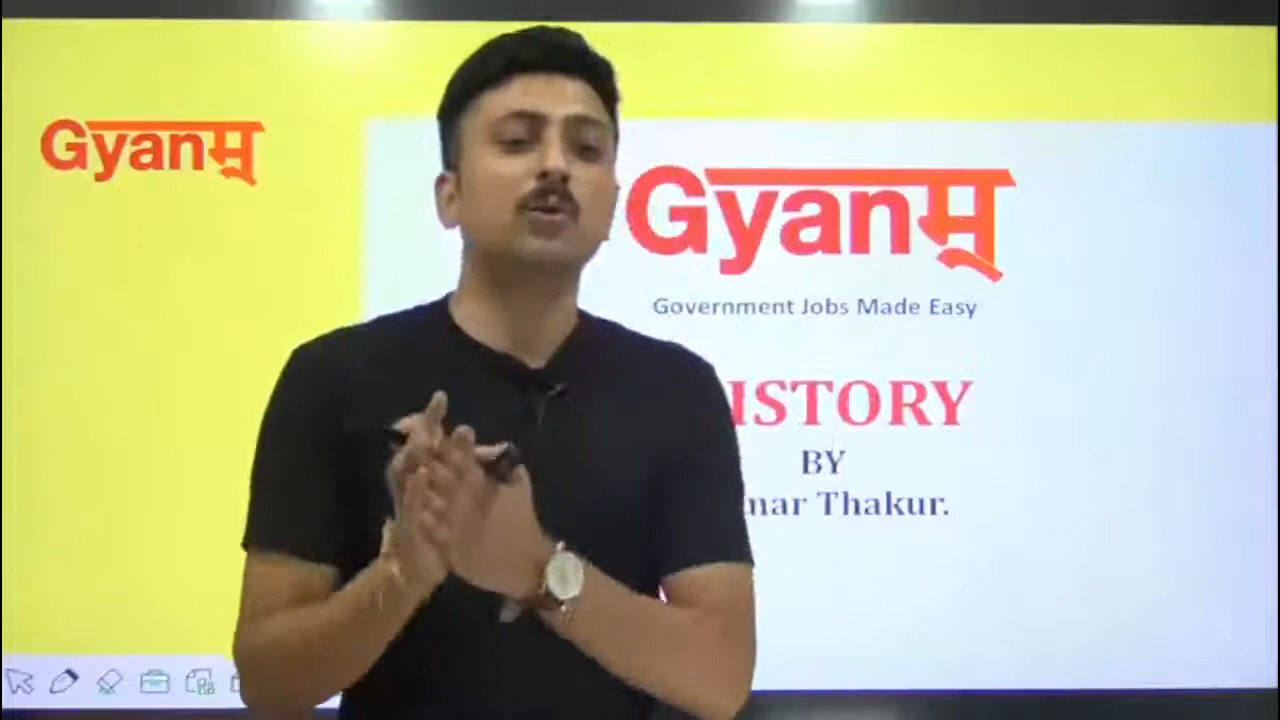 Gyanम्
Gyanम्
Government Jobs Made Easy
ISTORY
BY
mar Thakur.